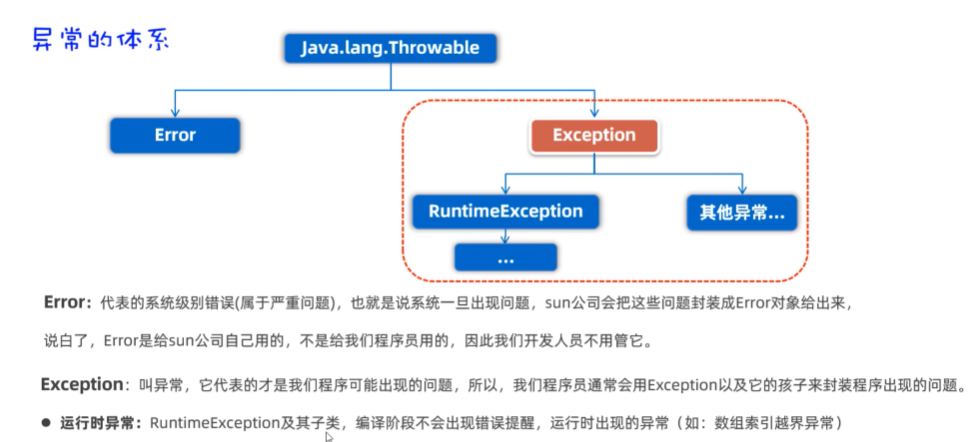 异常的体系
Java.lang.Throwable
Error
Exception
RuntimeException
其他异常...
...
Error：代表的系统级别错误(属于严重问题)，也就是说系统一旦出现问题，sun公司会把这些问题封装成Error对象给出来，
说白了，Error是给sun公司自己用的，不是给我们程序员用的，因此我们开发人员不用管它。
Exception：叫异常，它代表的才是我们程序可能出现的问题，所以，我们程序员通常会用Exception以及它的孩子来封装程序出现的问题。
● 运行时异常：RuntimeException及其子类，编译阶段不会出现错误提醒，运行时出现的异常（如：数组索引越界异常）